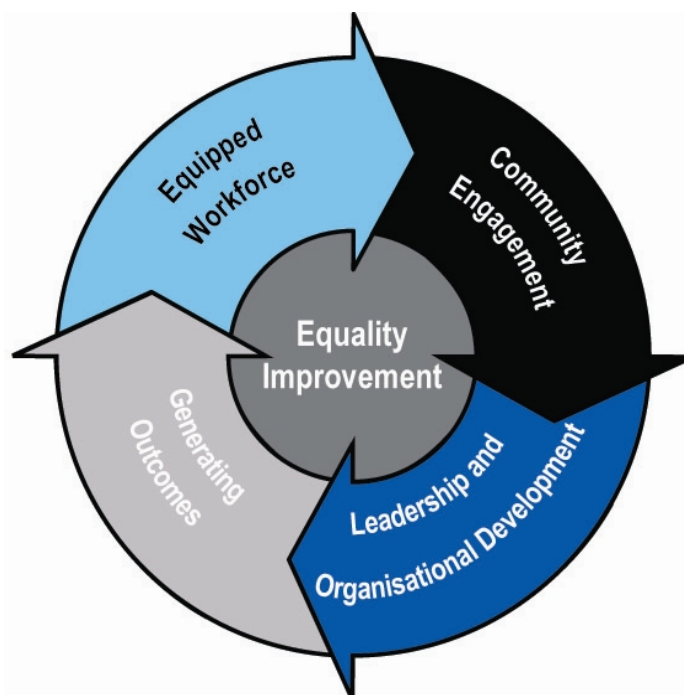 Equipped
Workforce
Community
Engagement
Equality
Improvement
Leadership and
Organisational Development
Generating
Outcomes